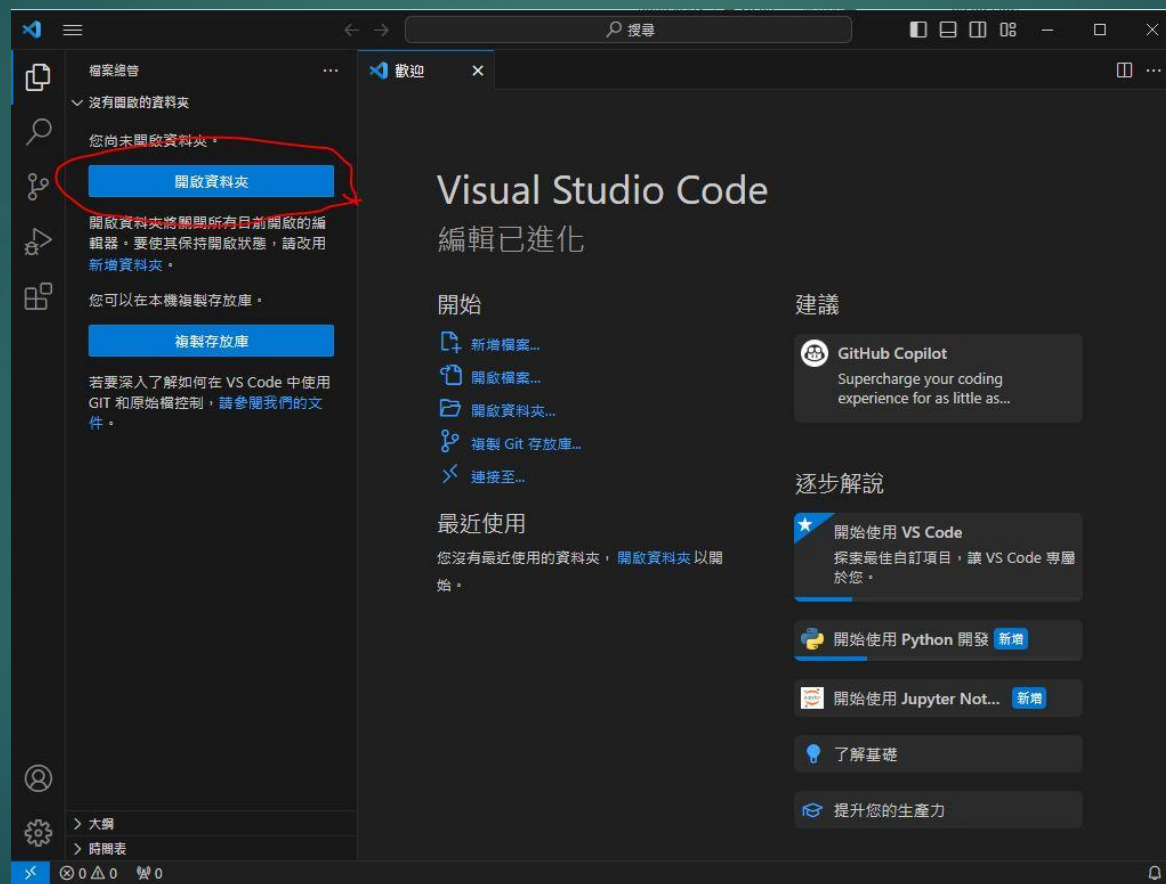 搜尋
檔案總管
歡迎
沒有開啟的資料夾
您尚未開啟資料夾。
開啟資料夾
開啟資料夾將關閉所有目前開啟的編
輯器。要使其保持開啟狀態，請改用
新增資料夾。
您可以在本機複製存放庫。
複製存放庫
若要深入了解如何在 VS Code 中使用
GIT 和原始檔控制，請參閱我們的文
件。
大綱
時間表
Visual Studio Code
編輯已進化
開始
新增檔案...
開啟檔案...
開啟資料夾...
複製 Git 存放庫...
連接至...
最近使用
您沒有最近使用的資料夾，開啟資料夾以開
始。
建議
GitHub Copilot
Supercharge your coding
experience for as little as...
逐步解說
開始使用 VS Code
探索最佳自訂項目，讓 VS Code 專屬
於您。
開始使用 Python 開發 新增
開始使用 Jupyter Not... 新增
了解基礎
提升您的生產力
0 0 0